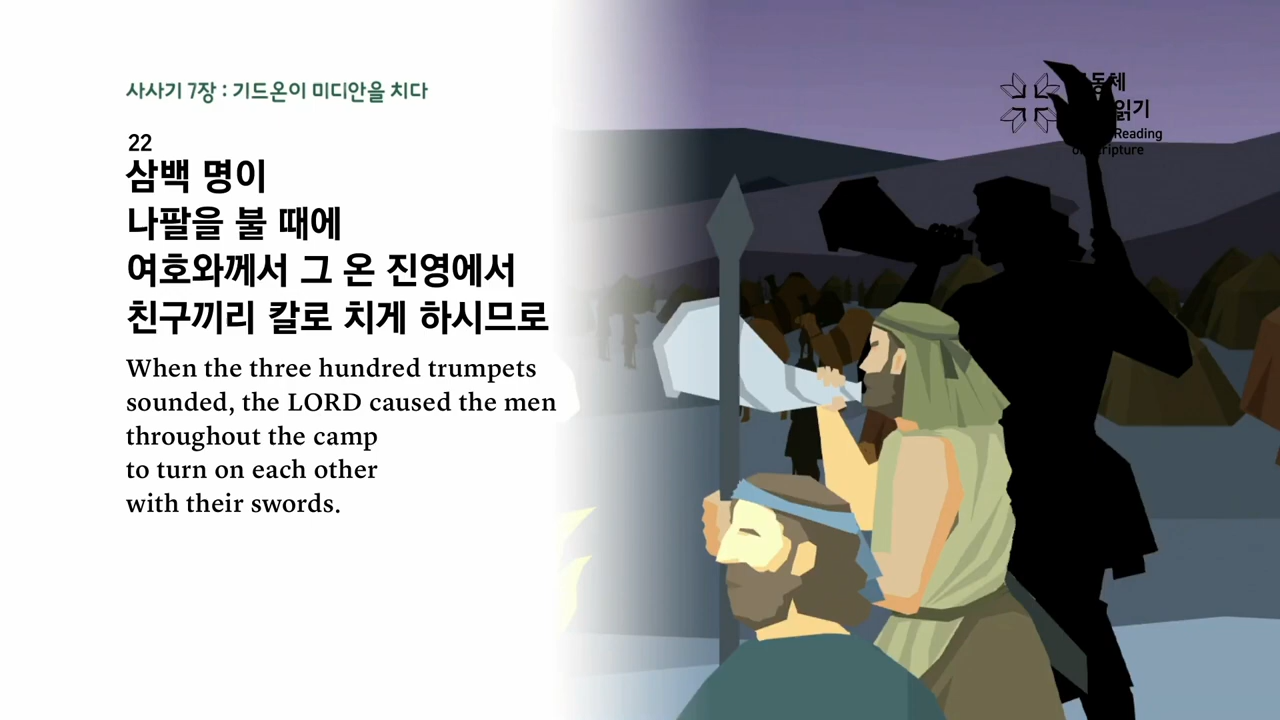 사사기 7장 : 기드온이 미디안을 치다
22
삼백 명이
나팔을 불 때에
여호와께서 그 온 진영에서
친구끼리 칼로 치게 하시므로
When the three hundred trumpets
sounded, the LORD caused the men
throughout the camp
to turn on each other
with their swords.
동체
읽기
Reading